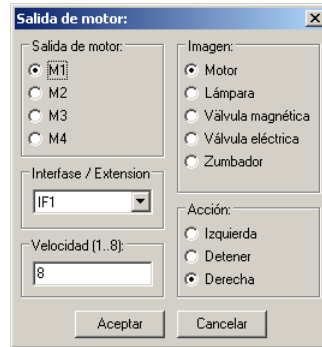 Salida de motor:
Salida de motor:
M1
M2
M3
M4
Interfase / Extension
IF1
Velocidad (1..8):
8
Imagen:
Motor
Lámpara
Välvula magnética
Válvula eléctrica
Zumbador
Acción:
Izquierda
Detener
Derecha
Aceptar
Cancelar